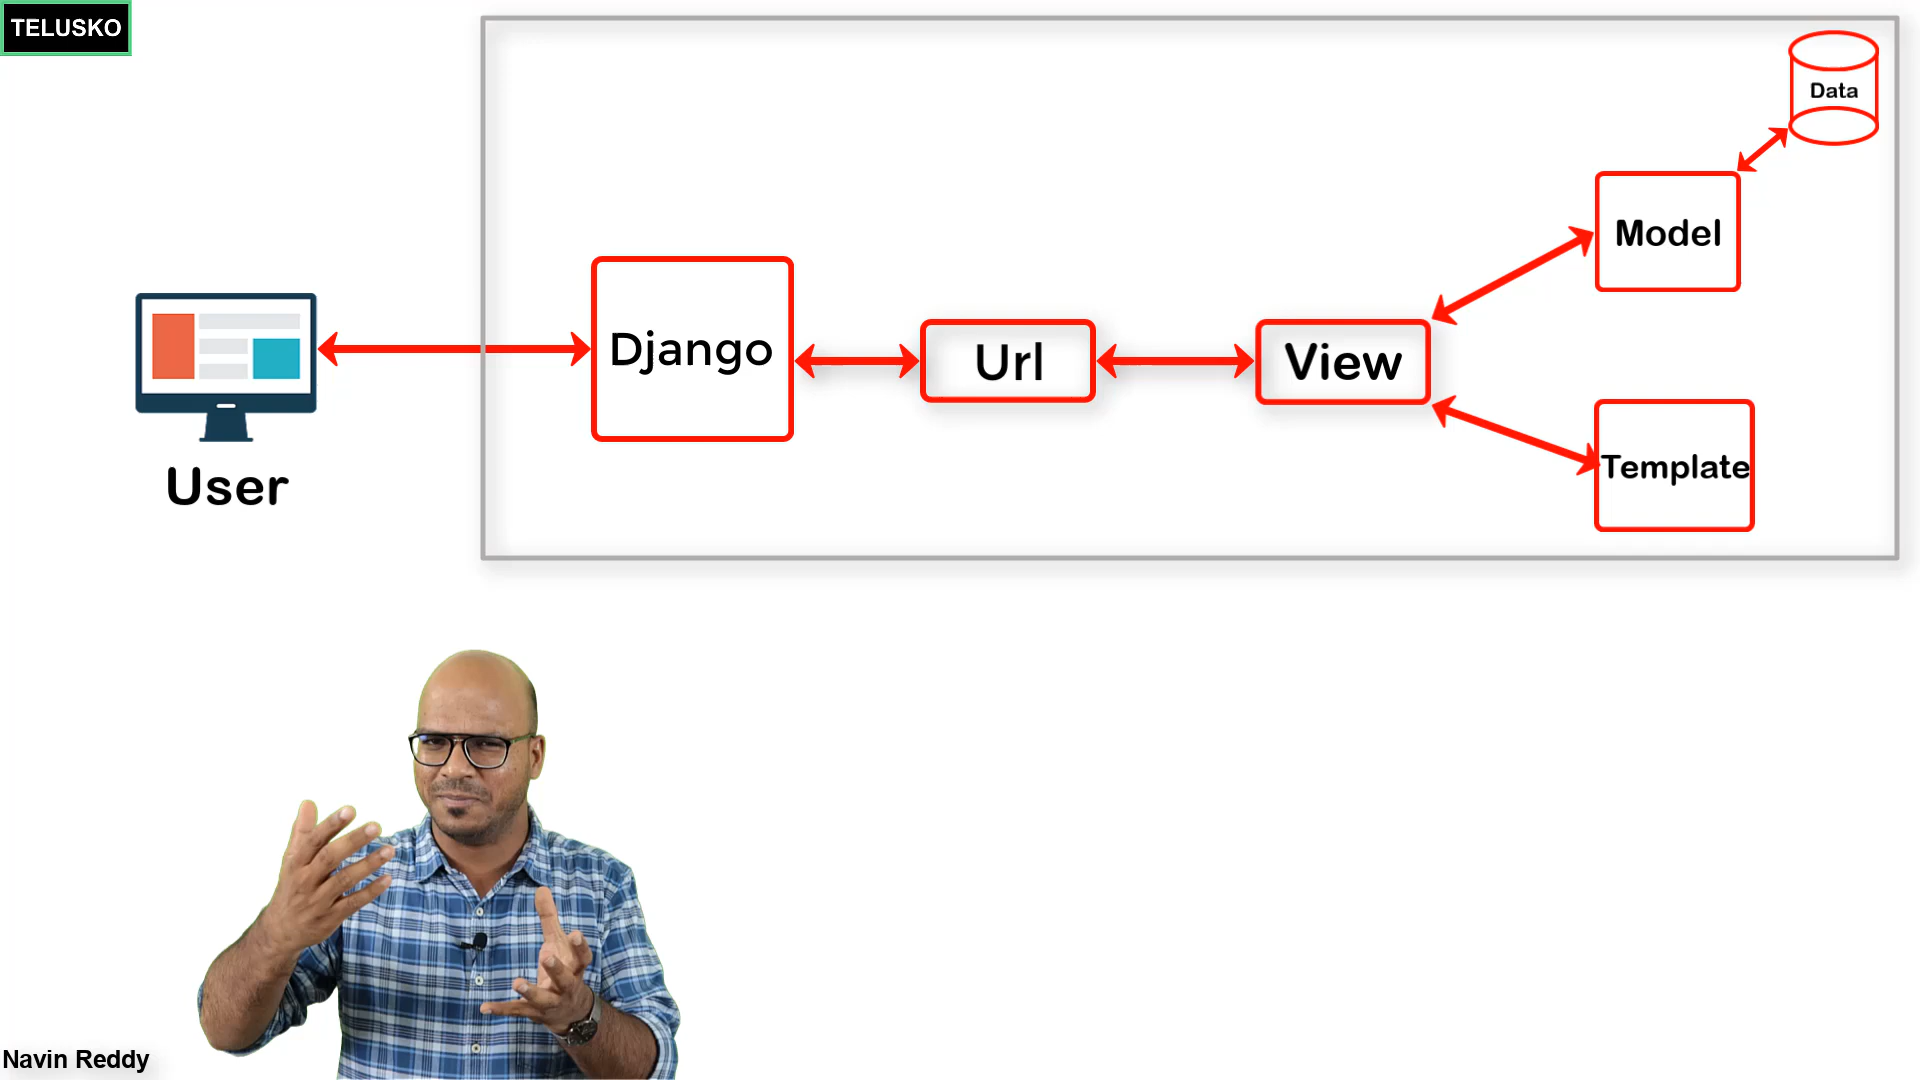 TELUSKO
Data
Model
Django
Url
View
Template
User
Navin Reddy